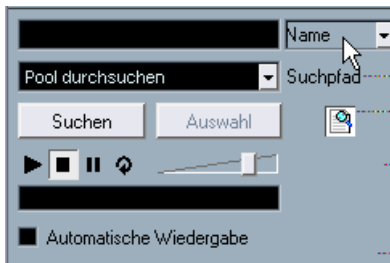 Name
Pool durchsuchen
Suchpfad
Suchen
Auswahl
Automatische Wiedergabe